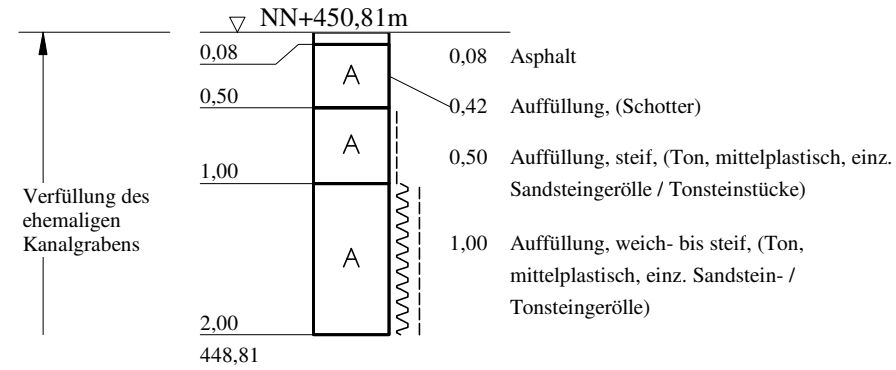 NN+450,81m
0,08
A
0,08 Asphalt
0,50
0,42 Auffüllung, (Schotter)
A
0,50 Auffüllung, steif, (Ton, mittelplastisch, einz.
Sandsteingerölle / Tonsteinstücke)
1,00
Verfüllung des
ehemaligen
Kanalgrabens
A
1,00 Auffüllung, weich- bis steif, (Ton,
mittelplastisch, einz. Sandstein- /
Tonsteingerölle)
2,00
448,81